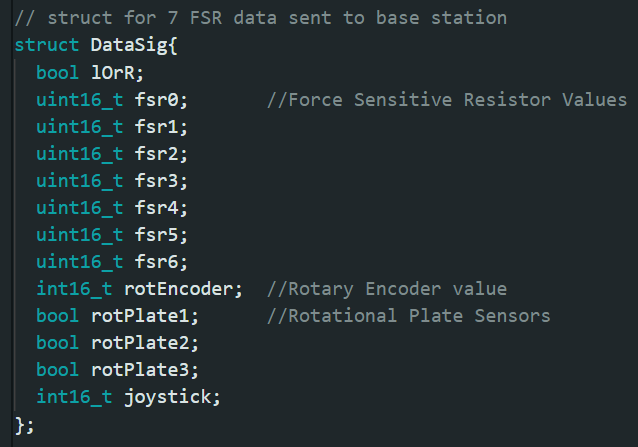 // struct for 7 FSR data sent to base station
struct DataSig{
  bool lOrR;
  uint16_t fsr0;       //Force Sensitive Resistor Values
  uint16_t fsr1;
  uint16_t fsr2;
  uint16_t fsr3;
  uint16_t fsr4;
  uint16_t fsr5;
  uint16_t fsr6;
  int16_t rotEncoder;  //Rotary Encoder value
  bool rotPlate1;      //Rotational Plate Sensors
  bool rotPlate2;
  bool rotPlate3;
  int16_t joystick;
};